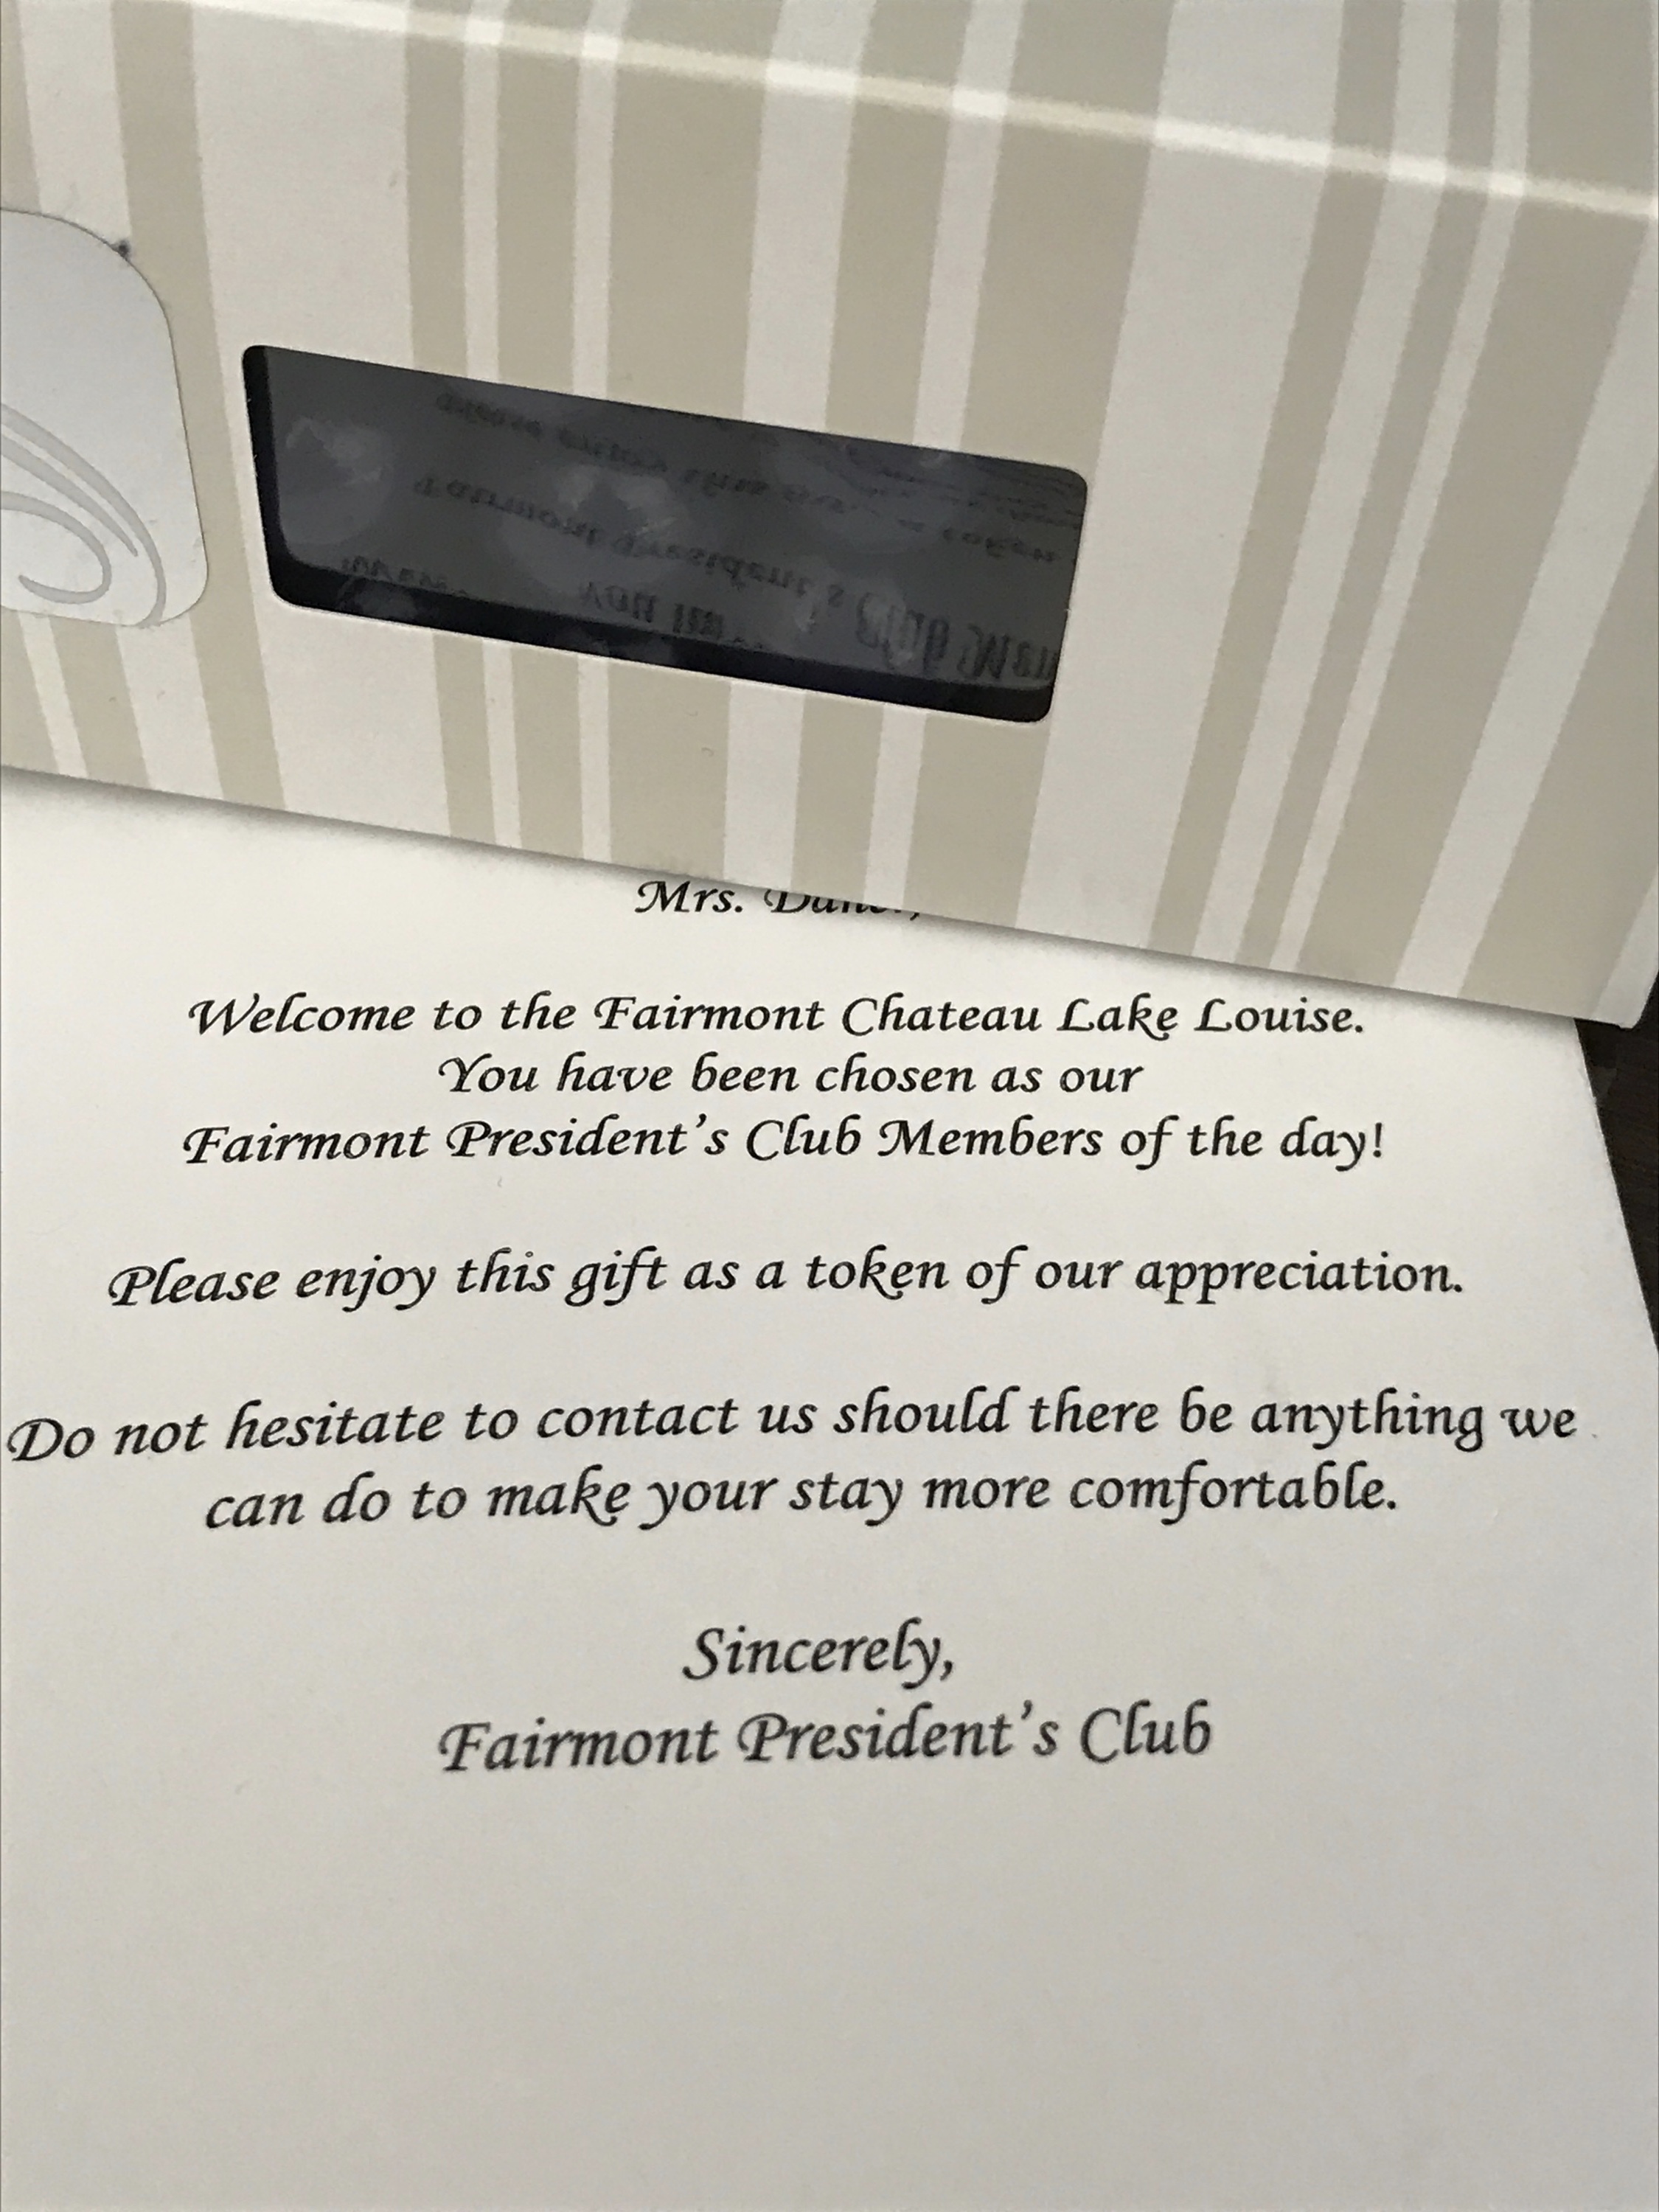 Mrs.
Welcome to the Fairmont Chateau Lake Louise.
You have been chosen as our
Fairmont President's Club Members of the day!
Please enjoy this gift as a token of our appreciation.
Do not hesitate to contact us should there be anything we
can do to make your stay more comfortable.
Sincerely,
Fairmont President's Club